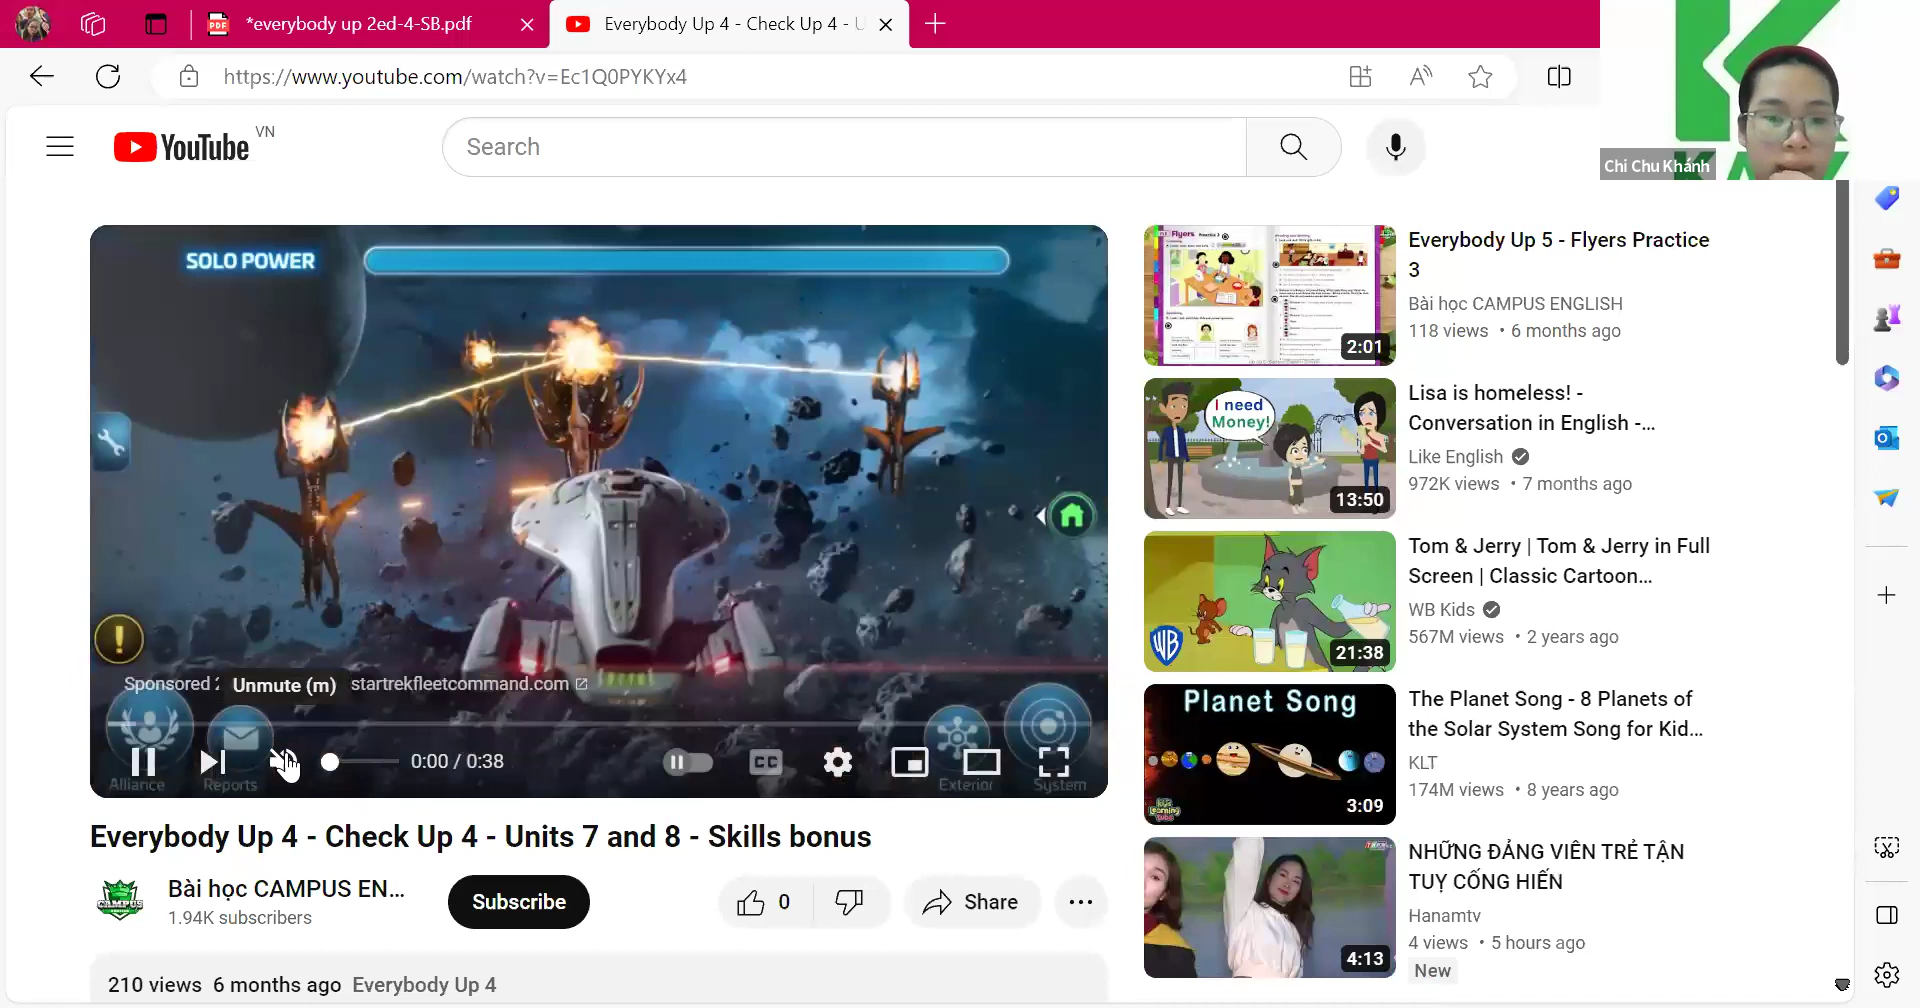 *everybody up 2ed-4-SB.pdf
Everybody Up 4 - Check Up 4 - U
https://www.youtube.com/watch?v=Ec1Q0PYKYx4
YouTube VN
Search
Chi Chu Khánh
SOLO POWER
Sponsored 2
Unmute (m)
startrekfleetcommand.com
0:00 / 0:38
CC
Alliance
Reports
Exterior
System
Everybody Up 4 - Check Up 4 - Units 7 and 8 - Skills bonus
CAMPUS
Bài học CAMPUS EN...
1.94K subscribers
Subscribe
0
Share
210 views 6 months ago Everybody Up 4
Flyers
2:01
Everybody Up 5 - Flyers Practice
3
Bài học CAMPUS ENGLISH
118 views • 6 months ago
I need
Money!
13:50
Lisa is homeless! -
Conversation in English -...
Like English
972K views • 7 months ago
WB
21:38
Tom & Jerry | Tom & Jerry in Full
Screen | Classic Cartoon...
WB Kids
567M views • 2 years ago
Planet Song
3:09
The Planet Song - 8 Planets of
the Solar System Song for Kid...
KLT
174M views • 8 years ago
4:13
NHỮNG ĐẢNG VIÊN TRẺ TẬN
TUỴ CỐNG HIẾN
Hanamtv
4 views • 5 hours ago
New